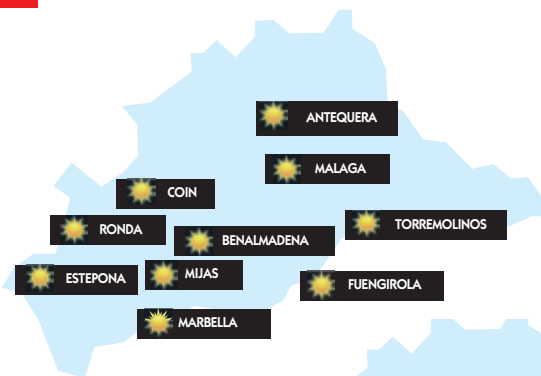 ANTEQUERA
MALAGA
COIN
RONDA
TORREMOLINOS
BENALMADENA
ESTEPONA
MIJAS
FUENGIROLA
MARBELLA